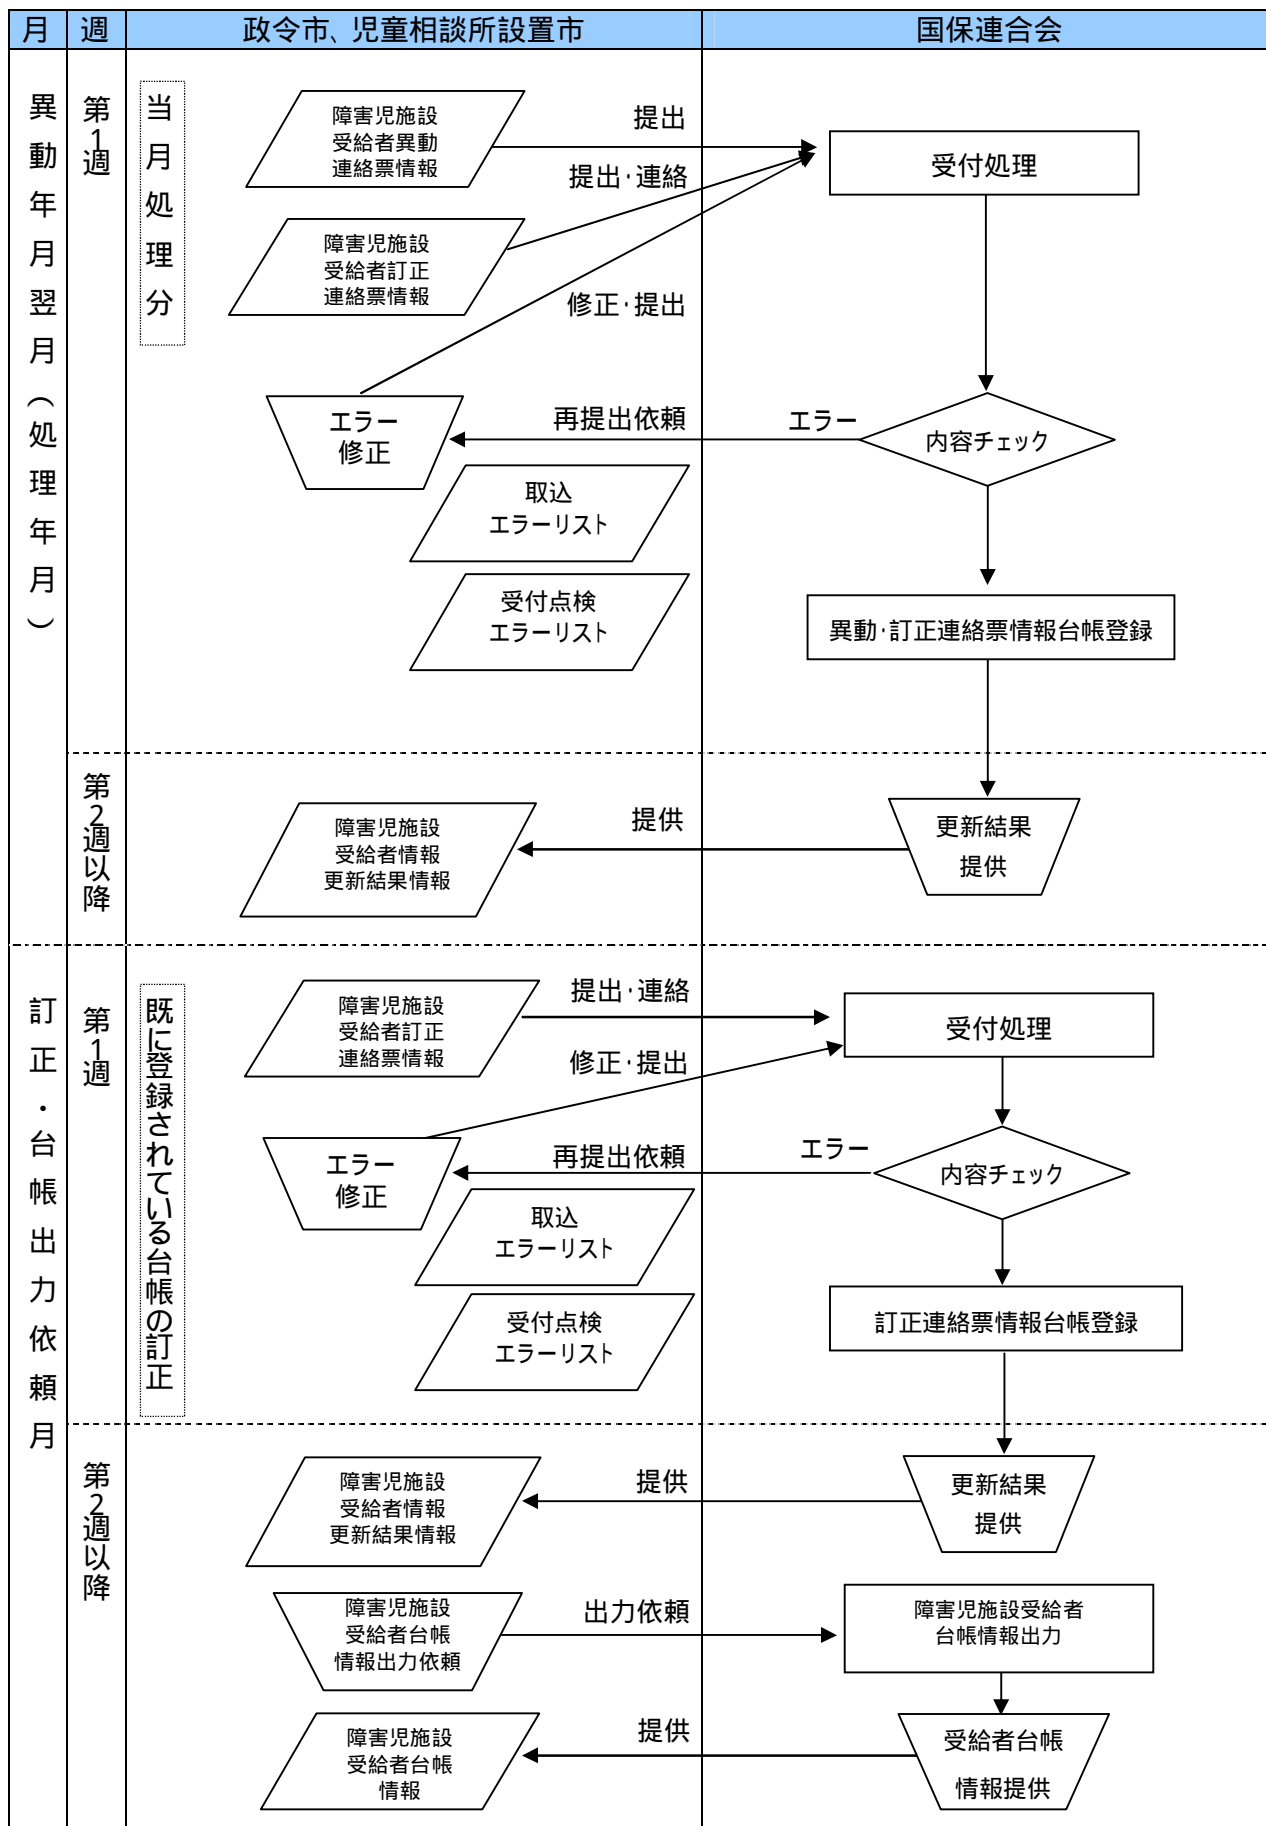 月 週 政令市、児童相談所設置市 国保連合会
異動年月翌月（処理年月）
第1週
当月処理分
障害児施設
受給者異動
連絡票情報
提出
受付処理
提出・連絡
障害児施設
受給者訂正
連絡票情報
修正・提出
エラー
修正
再提出依頼
エラー
内容チェック
取込
エラーリスト
受付点検
エラーリスト
異動・訂正連絡票情報台帳登録
第2週以降
障害児施設
受給者情報
更新結果情報
提供
更新結果
提供
訂正・台帳出力依頼月
第1週
既に登録されている台帳の訂正
障害児施設
受給者訂正
連絡票情報
提出・連絡
受付処理
修正・提出
エラー
修正
再提出依頼
エラー
内容チェック
取込
エラーリスト
受付点検
エラーリスト
訂正連絡票情報台帳登録
第2週以降
障害児施設
受給者情報
更新結果情報
提供
更新結果
提供
障害児施設
受給者台帳
情報出力依頼
出力依頼
障害児施設受給者
台帳情報出力
障害児施設
受給者台帳
情報
提供
受給者台帳
情報提供